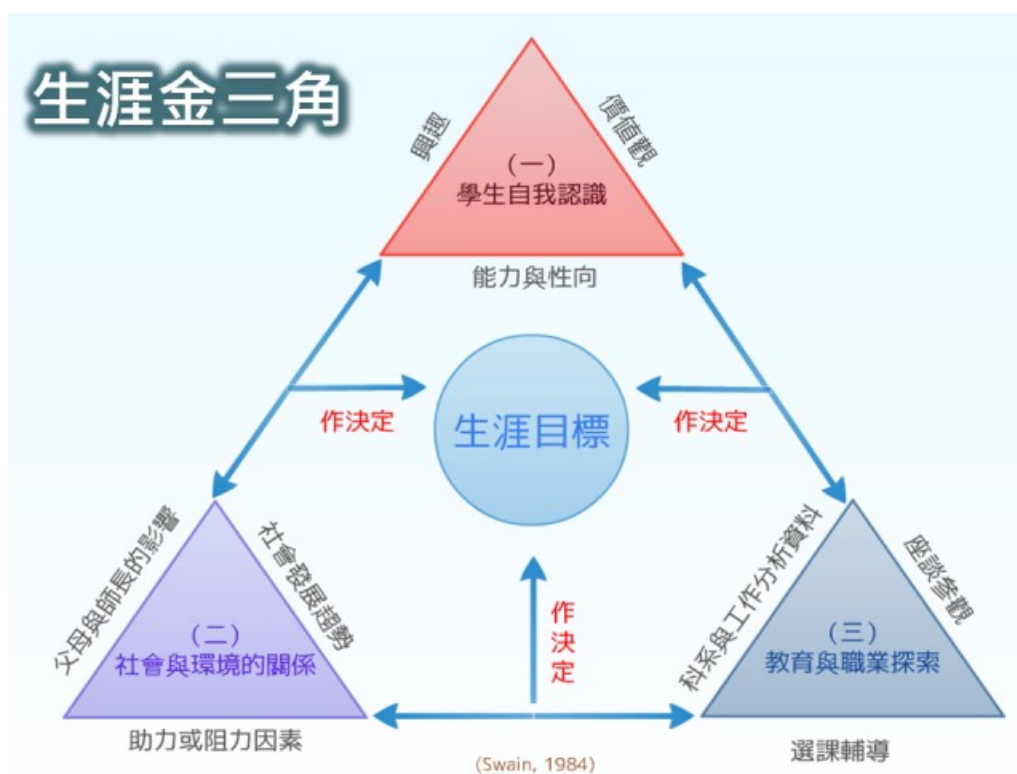 生涯金三角
興趣
價值觀
（一）
學生自我認識
能力與性向
作決定
生涯目標
作決定
父母與師長的影響
社會發展趨勢
（二）
社會與環境的關係
助力或阻力因素
作
決
定
科系與工作分析資料
座談參觀
（三）
教育與職業探索
選課輔導
(Swain, 1984)